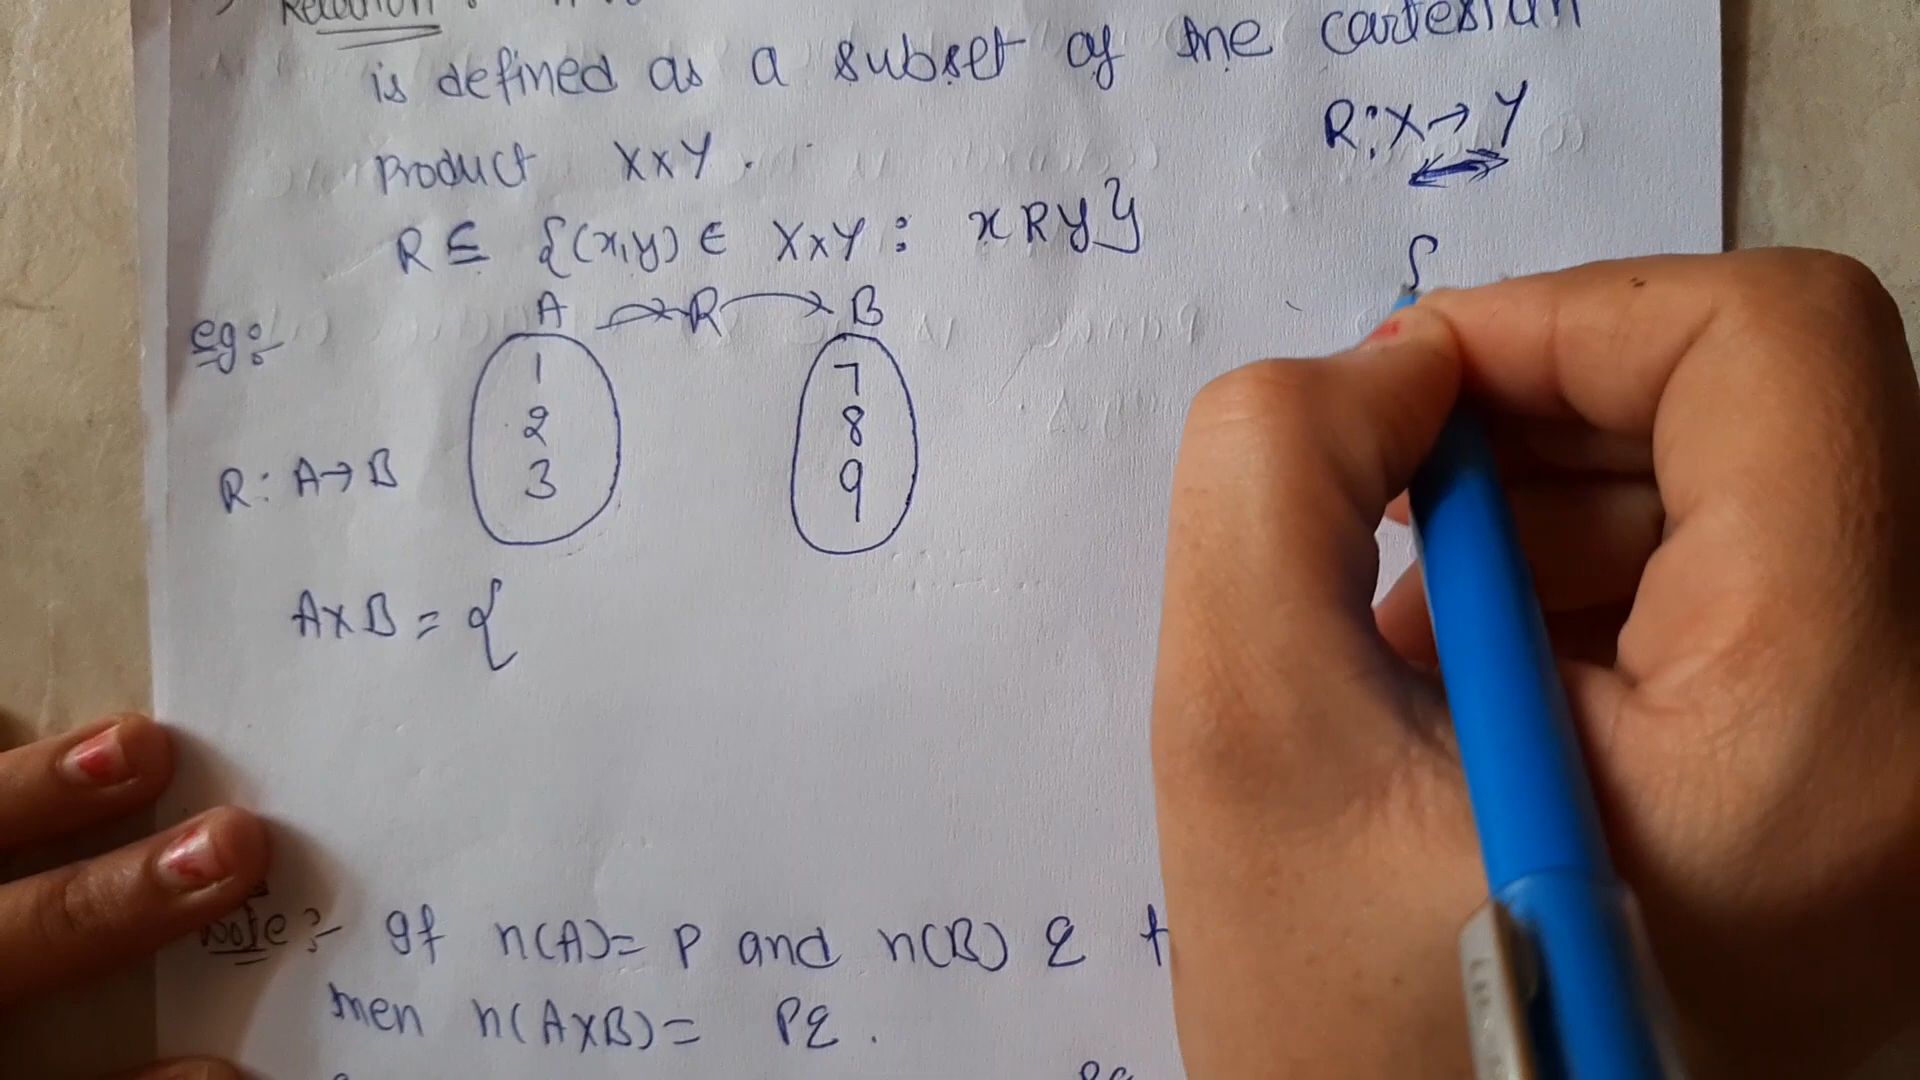 Relation :
is defined as a subset of the cartesian
product X x Y .
R : X → Y
R ⊆ {(x,y) ∈ X x Y : x R y}
eg :-
A → R → B
1 7
2 8
R : A → B
3 9
A x B = {
Note :- If n(A) = P and n(B) q
then n(A x B) = Pq .